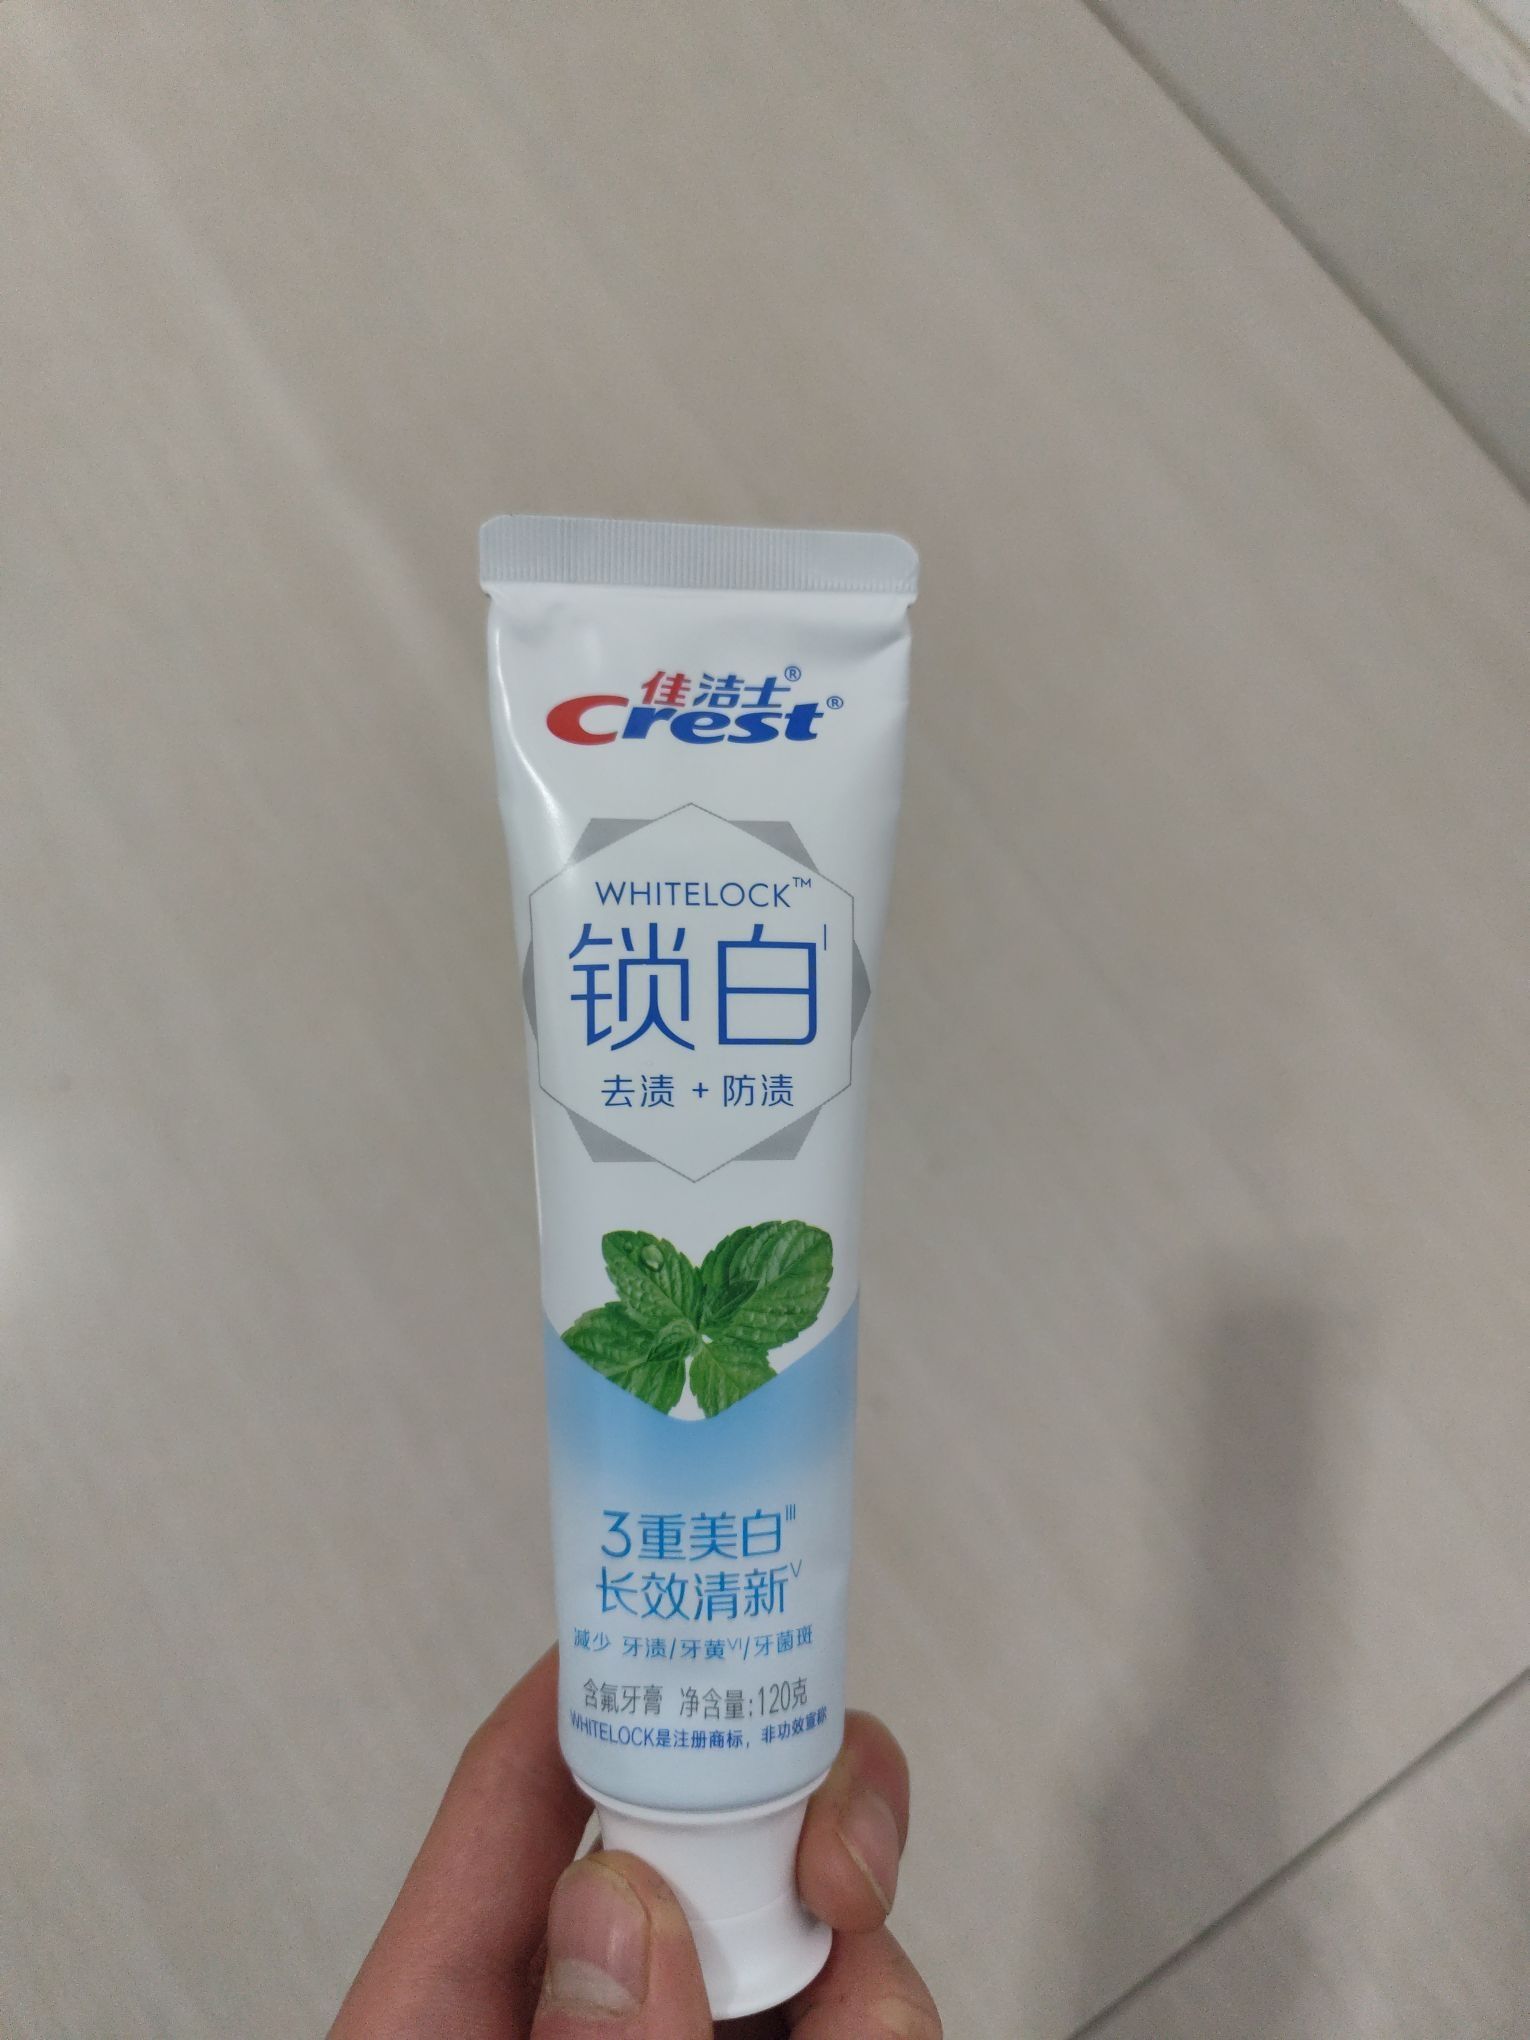 佳洁士®
Crest®
WHITELOCK™
锁白I
去渍 + 防渍
3重美白III
长效清新V
减少 牙渍/牙黄VI/牙菌斑
含氟牙膏 净含量:120克
WHITELOCK是注册商标，非功效宣称